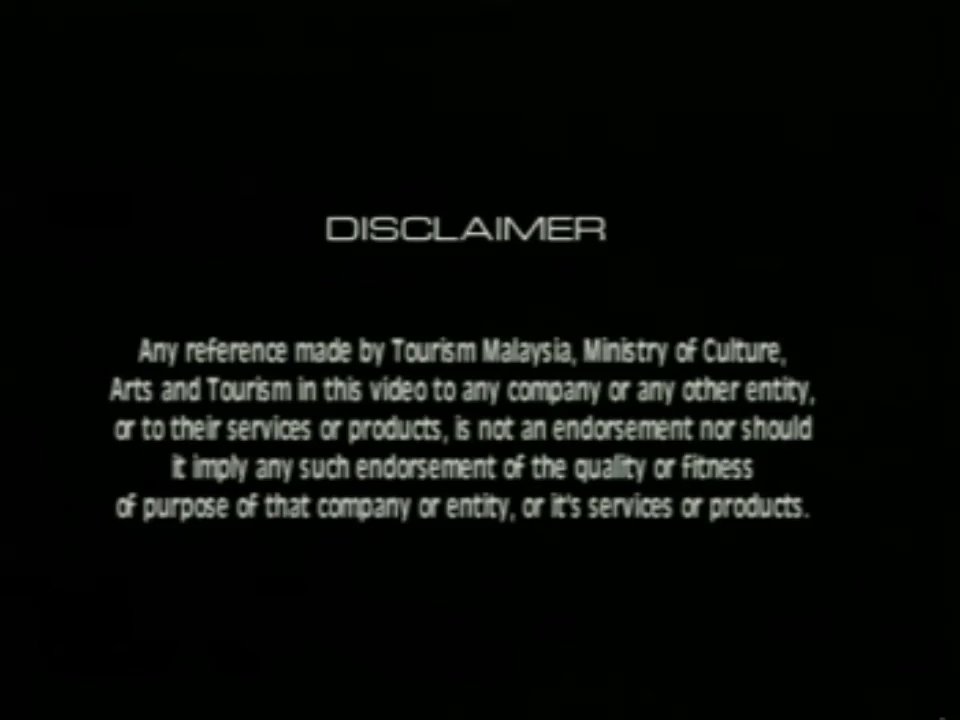 DISCLAIMER
Any reference made by Tourism Malaysia, Ministry of Culture,
Arts and Tourism in this video to any company or any other entity,
or to their services or products, is not an endorsement nor should
it imply any such endorsement of the quality or fitness
of purpose of that company or entity, or it's services or products.